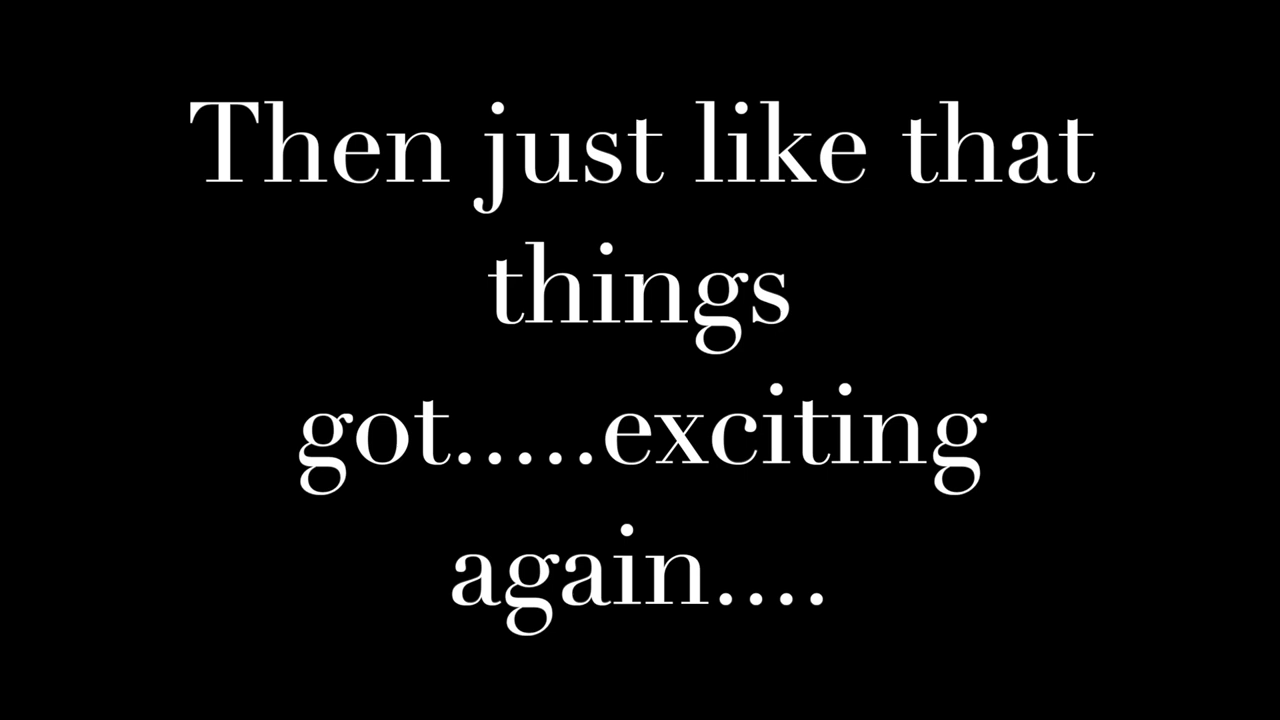 Then just like that
things
got.....exciting
again....